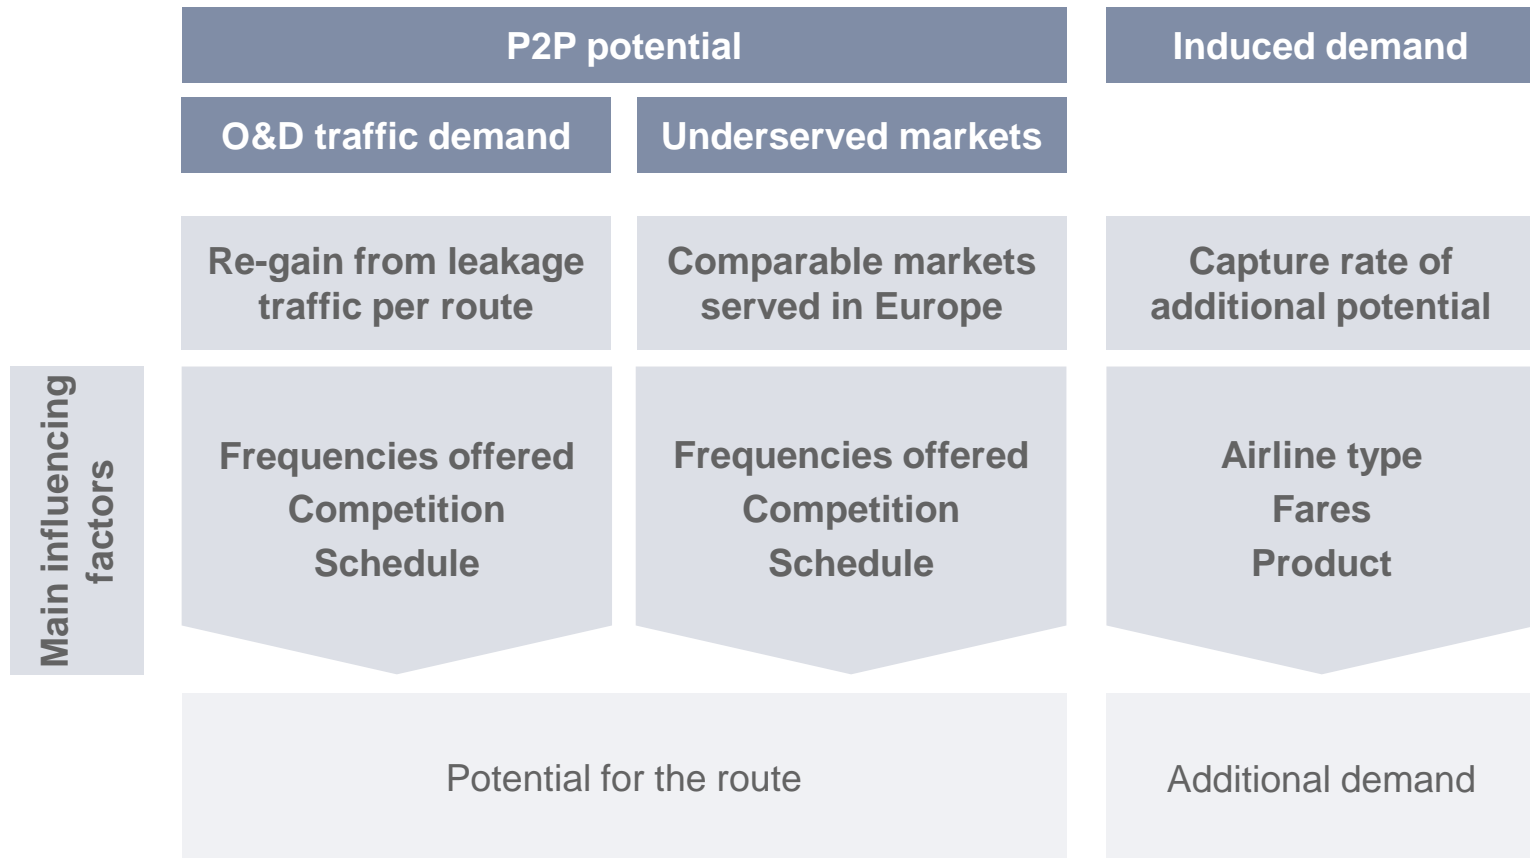 P2P potential
Induced demand
O&D traffic demand
Underserved markets
Re-gain from leakage
traffic per route
Comparable markets
served in Europe
Capture rate of
additional potential
Main influencing
factors
Frequencies offered
Competition
Schedule
Frequencies offered
Competition
Schedule
Airline type
Fares
Product
Potential for the route
Additional demand